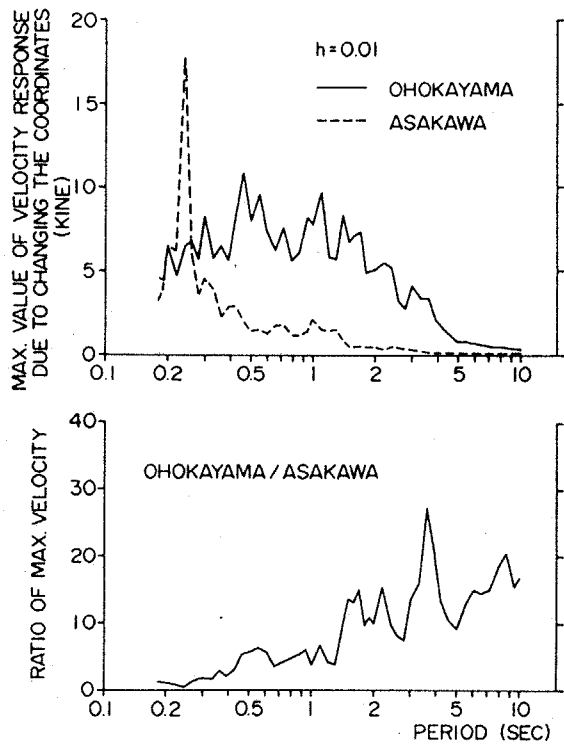 MAX. VALUE OF VELOCITY RESPONSE
DUE TO CHANGING THE COORDINATES
(KINE)
20
15
10
5
0
h=0.01
OHOKAYAMA
ASAKAWA
0.1
0.2
0.5
1
2
5
10
RATIO OF MAX. VELOCITY
40
30
20
10
0
OHOKAYAMA / ASAKAWA
0.1
0.2
0.5
1
2
5
10
PERIOD (SEC)